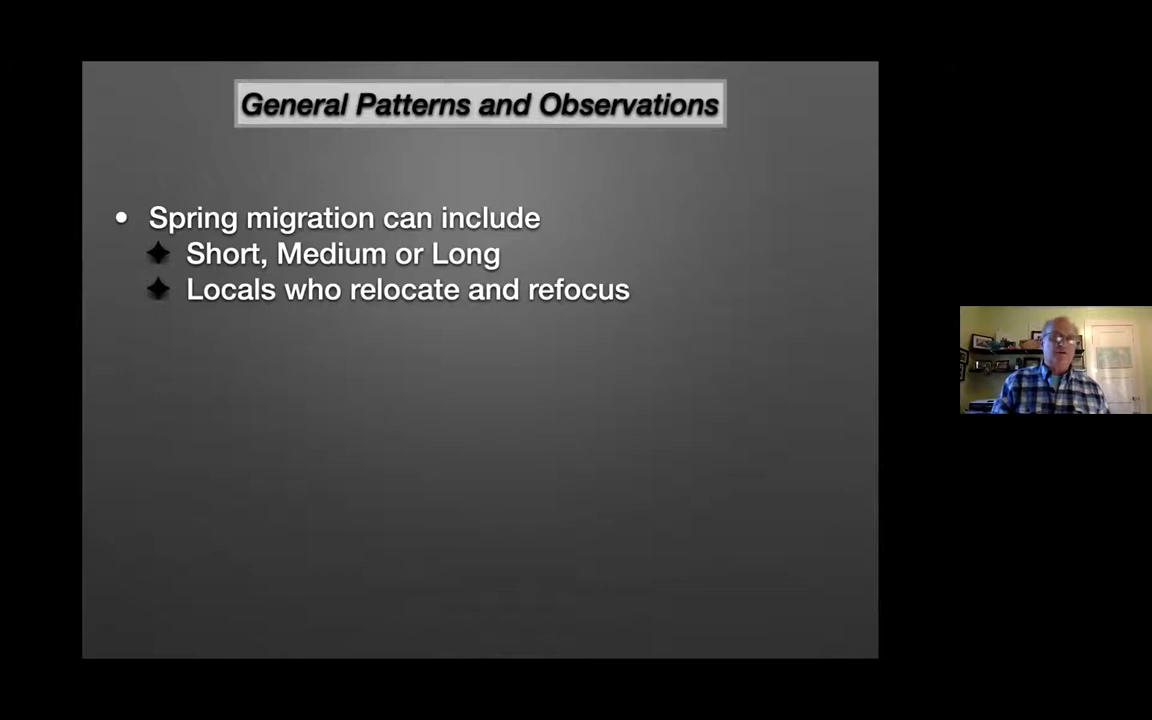 General Patterns and Observations
• Spring migration can include
✦ Short, Medium or Long
✦ Locals who relocate and refocus